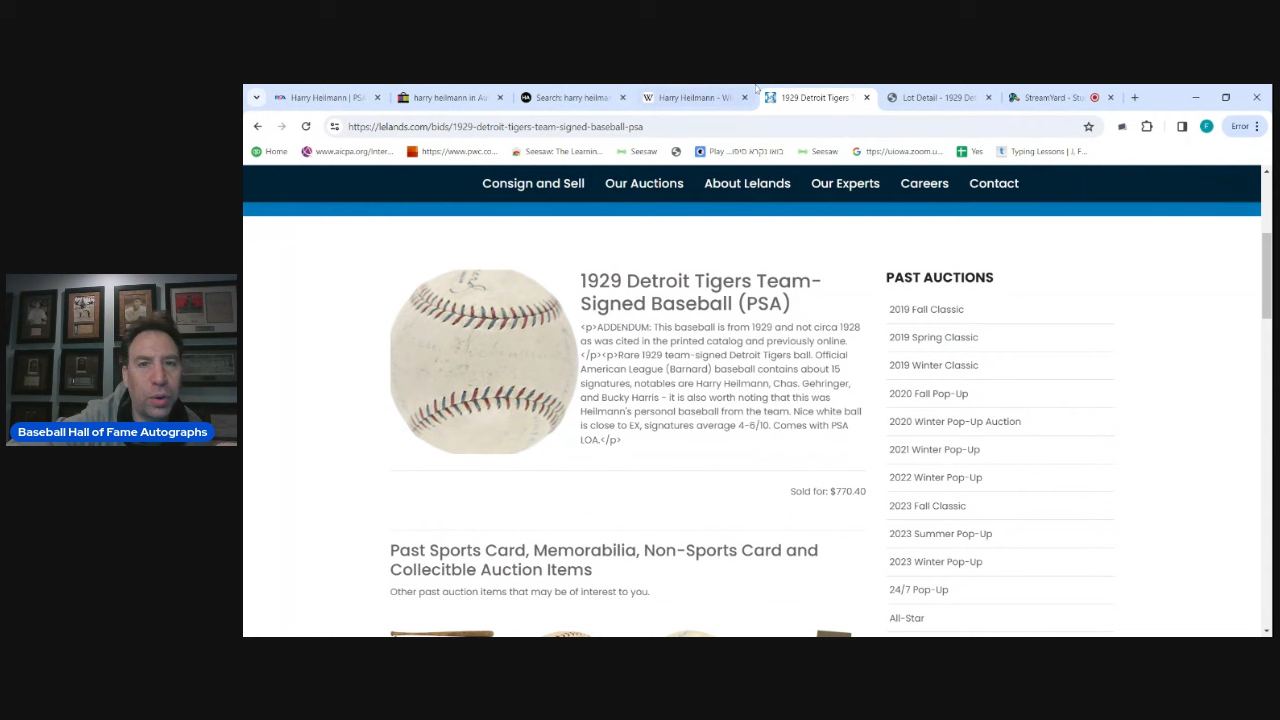 Harry Heilmann | PSA
harry heilmann in Au
Search: harry heilma
Harry Heilmann - Wi
1929 Detroit Tigers T
Lot Detail - 1929 Det
StreamYard - Stu
https://lelands.com/bids/1929-detroit-tigers-team-signed-baseball-psa
Error
Home
www.aicpa.org/Inter...
https://www.pwc.co...
Seesaw: The Learnin...
Seesaw
Play ...בואו נקרא סיפו
Seesaw
ttps://uiowa.zoom.u...
Yes
Typing Lessons | J, F...
Consign and Sell
Our Auctions
About Lelands
Our Experts
Careers
Contact
1929 Detroit Tigers Team-
Signed Baseball (PSA)
<p>ADDENDUM: This baseball is from 1929 and not circa 1928
as was cited in the printed catalog and previously online.
</p><p>Rare 1929 team-signed Detroit Tigers ball. Official
American League (Barnard) baseball contains about 15
signatures, notables are Harry Heilmann, Chas. Gehringer,
and Bucky Harris - it is also worth noting that this was
Heilmann's personal baseball from the team. Nice white ball
is close to EX, signatures average 4-6/10. Comes with PSA
LOA.</p>
Sold for: $770.40
Past Sports Card, Memorabilia, Non-Sports Card and
Collecitble Auction Items
Other past auction items that may be of interest to you.
PAST AUCTIONS
2019 Fall Classic
2019 Spring Classic
2019 Winter Classic
2020 Fall Pop-Up
2020 Winter Pop-Up Auction
2021 Winter Pop-Up
2022 Winter Pop-Up
2023 Fall Classic
2023 Summer Pop-Up
2023 Winter Pop-Up
24/7 Pop-Up
All-Star
Baseball Hall of Fame Autographs